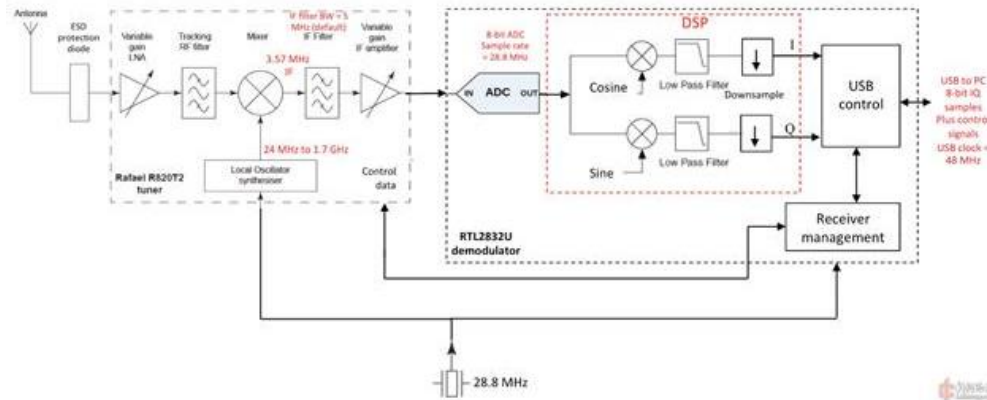 Antenna
ESD
protection
diode
Variable
gain
LNA
Tracking
RF filter
Mixer
IF filter BW = 5
MHz (default)
IF Filter
Variable
gain
IF amplifier
3.57 MHz
IF
24 MHz to 1.7 GHz
Local Oscillator
synthesiser
Rafael R820T2
tuner
Control
data
8-bit ADC
Sample rate
= 28.8 MHz
IN
ADC
OUT
DSP
Cosine
Low Pass Filter
Downsample
I
Sine
Low Pass Filter
Q
USB
control
USB to PC
8-bit IQ
samples
Plus control
signals
USB clock =
48 MHz
RTL2832U
demodulator
Receiver
management
28.8 MHz